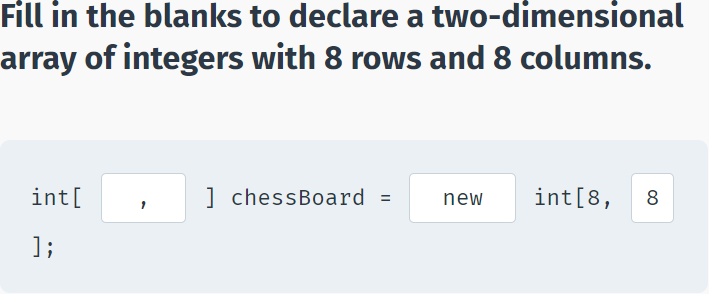 Fill in the blanks to declare a two-dimensional
array of integers with 8 rows and 8 columns.
int[ , ] chessBoard = new int[8, 8
];